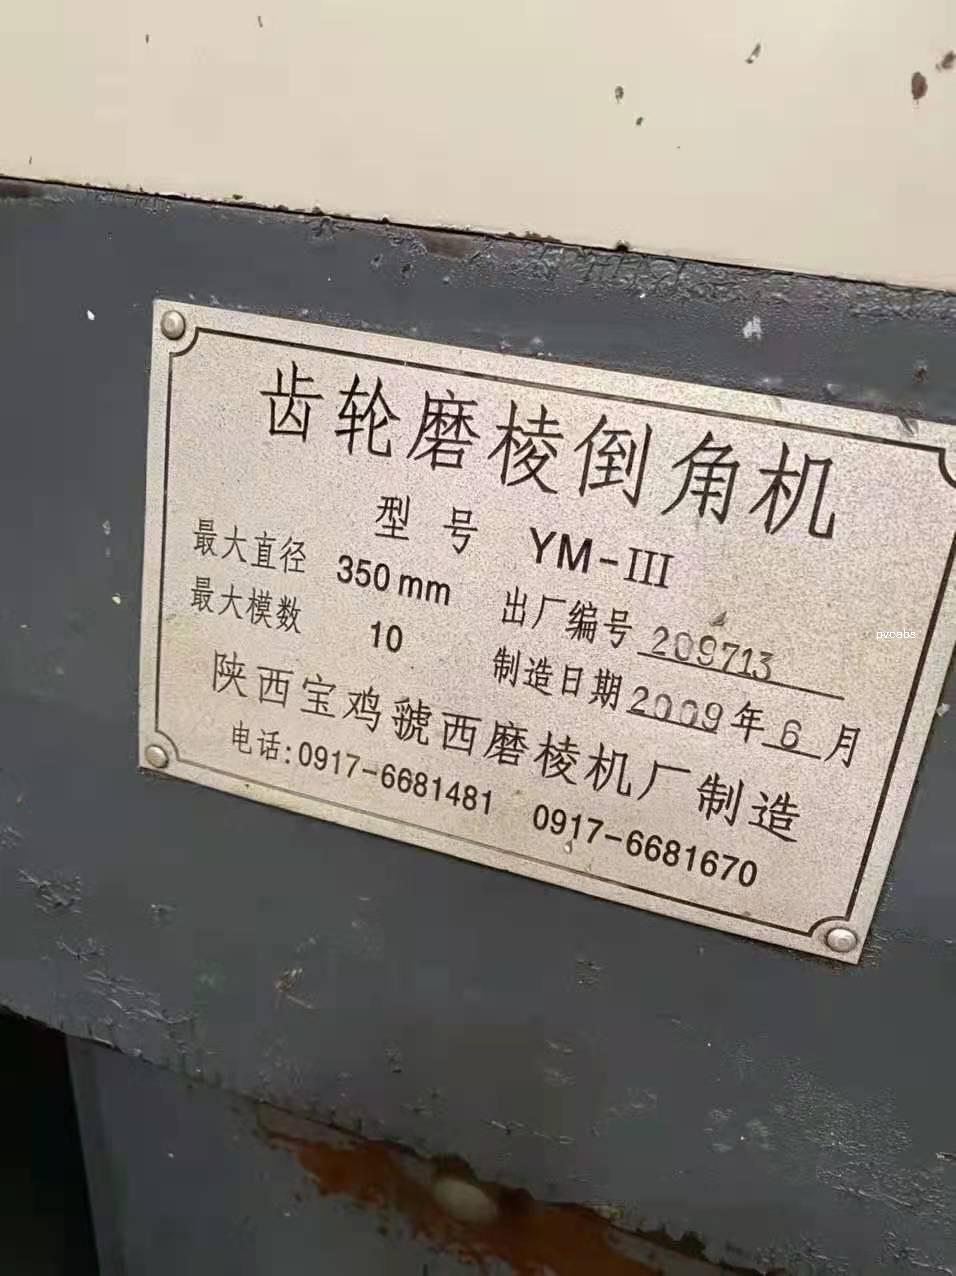 齿轮磨棱倒角机
型 号 YM-III
最大直径 350mm 出厂编号 209713
最大模数 10 制造日期 2009年6月
陕西宝鸡虢西磨棱机厂制造
电话:0917-6681481 0917-6681670
pvcabs